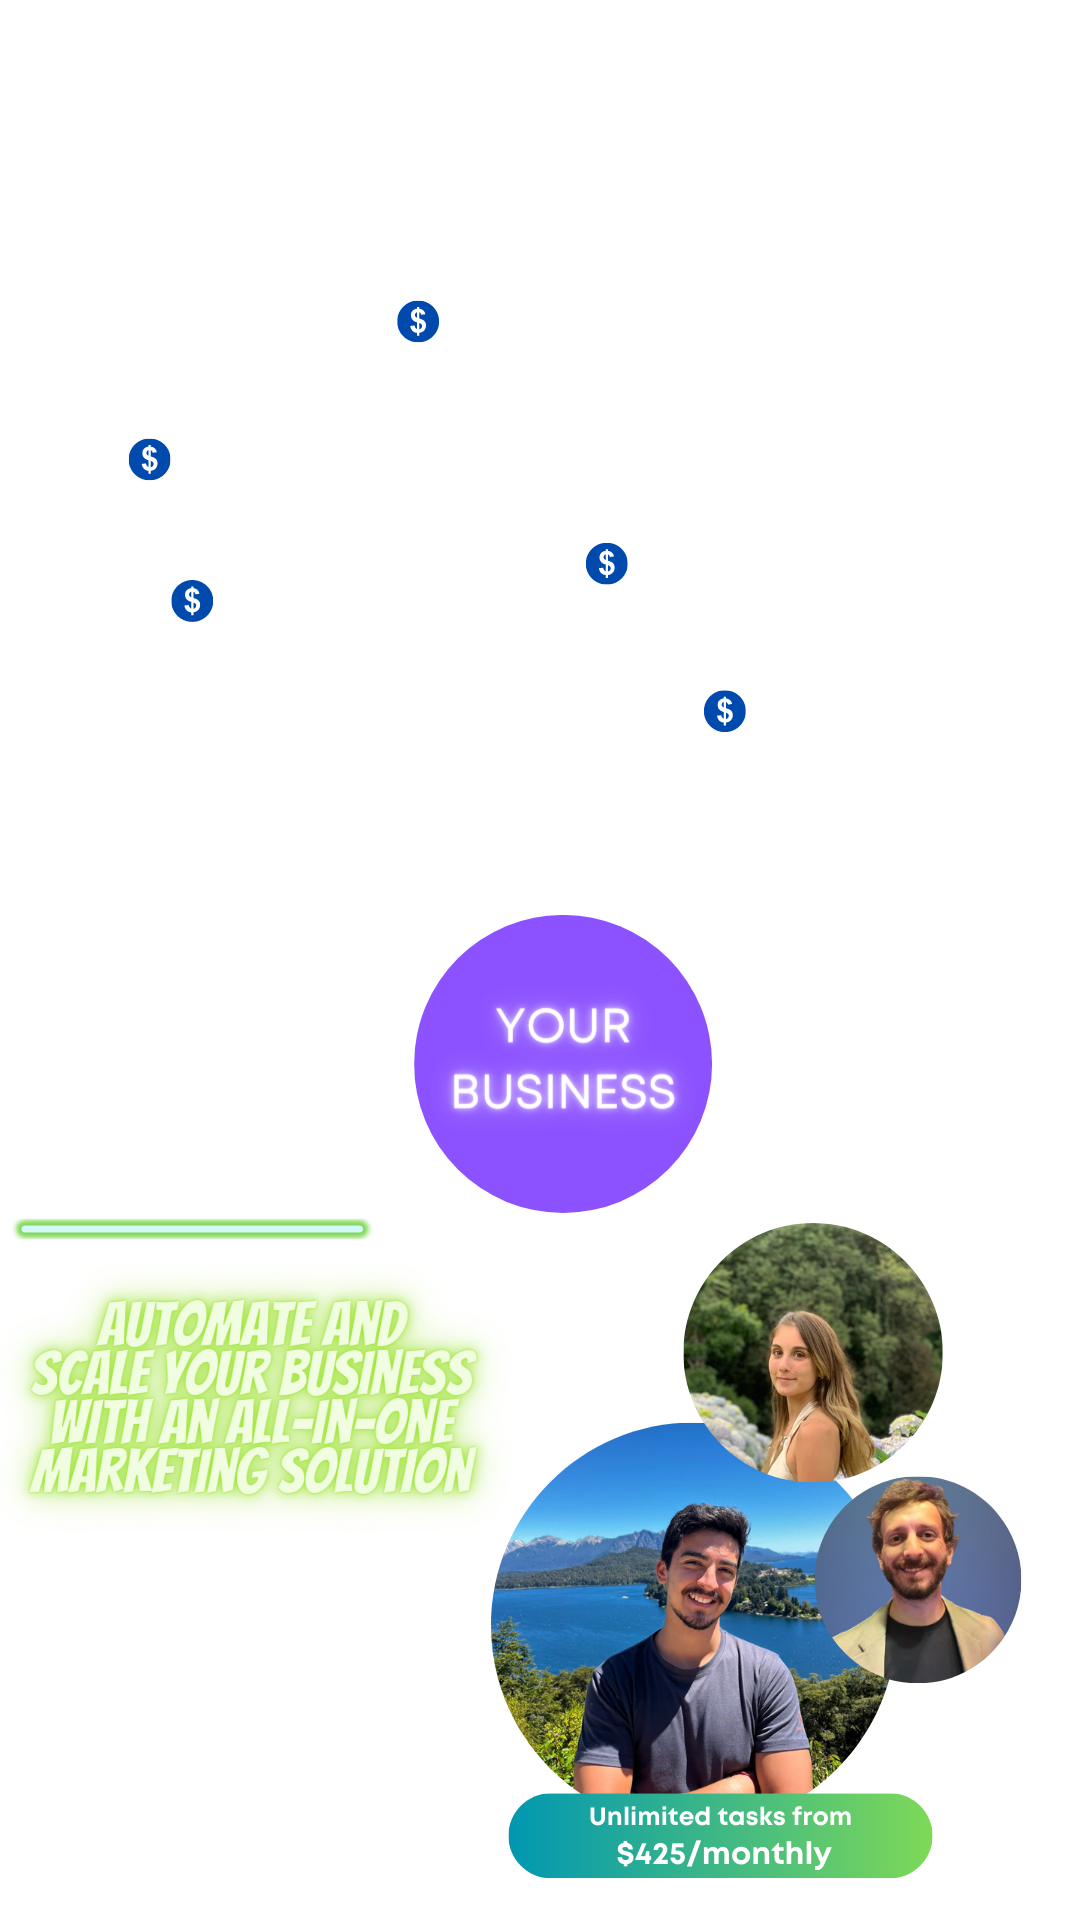 $
$
$
$
$
YOUR
BUSINESS
AUTOMATE AND
SCALE YOUR BUSINESS
WITH AN ALL-IN-ONE
MARKETING SOLUTION
Unlimited tasks from
$425/monthly